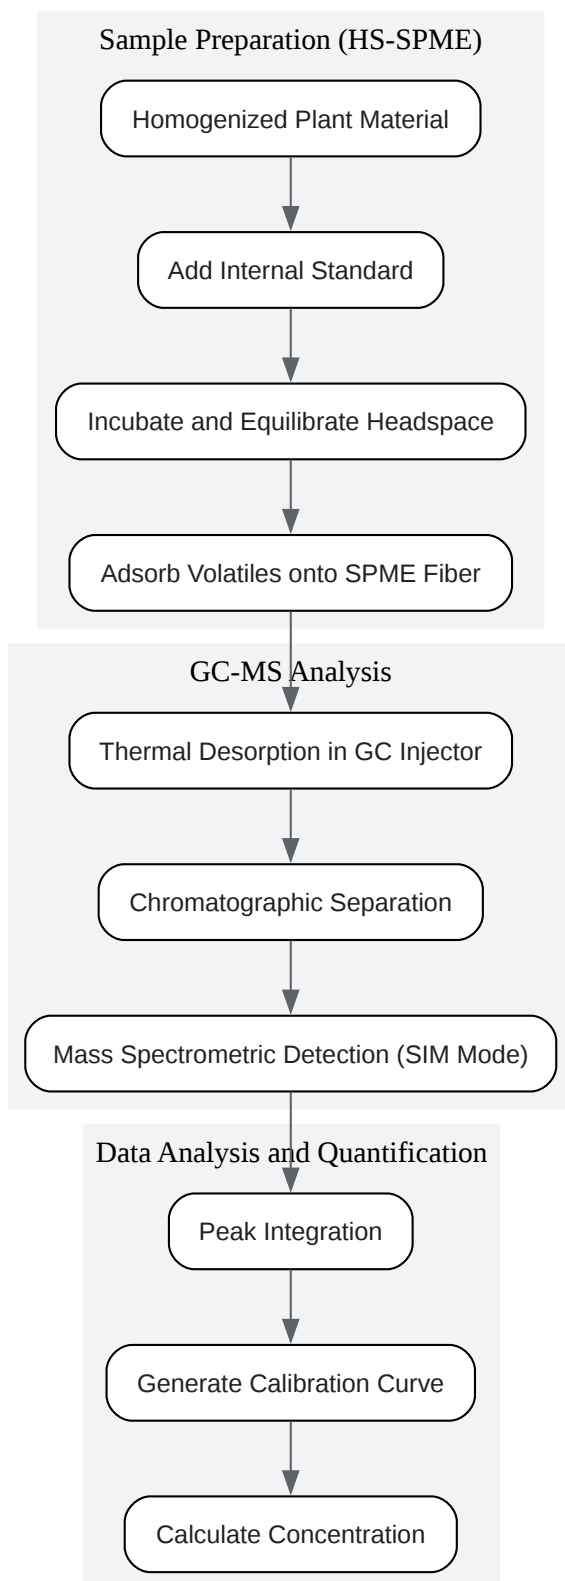 Sample Preparation (HS-SPME)
Homogenized Plant Material
Add Internal Standard
Incubate and Equilibrate Headspace
Adsorb Volatiles onto SPME Fiber
GC-MS Analysis
Thermal Desorption in GC Injector
Chromatographic Separation
Mass Spectrometric Detection (SIM Mode)
Data Analysis and Quantification
Peak Integration
Generate Calibration Curve
Calculate Concentration